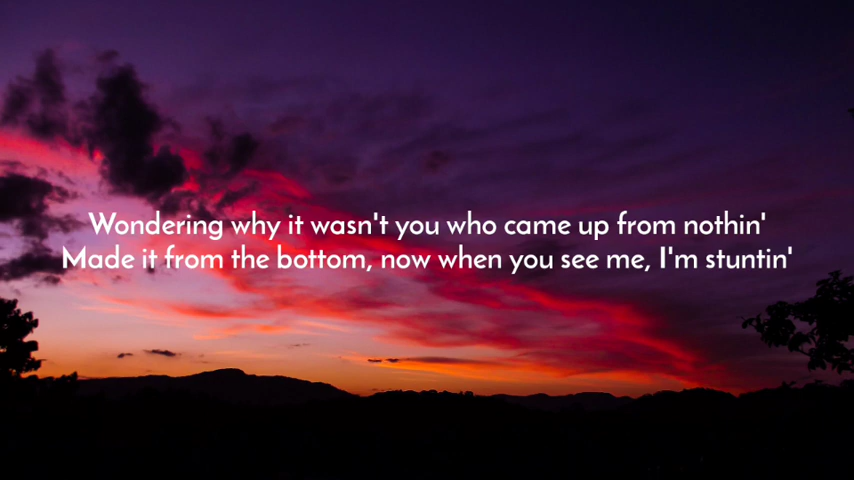 Wondering why it wasn't you who came up from nothin'
Made it from the bottom, now when you see me, I'm stuntin'